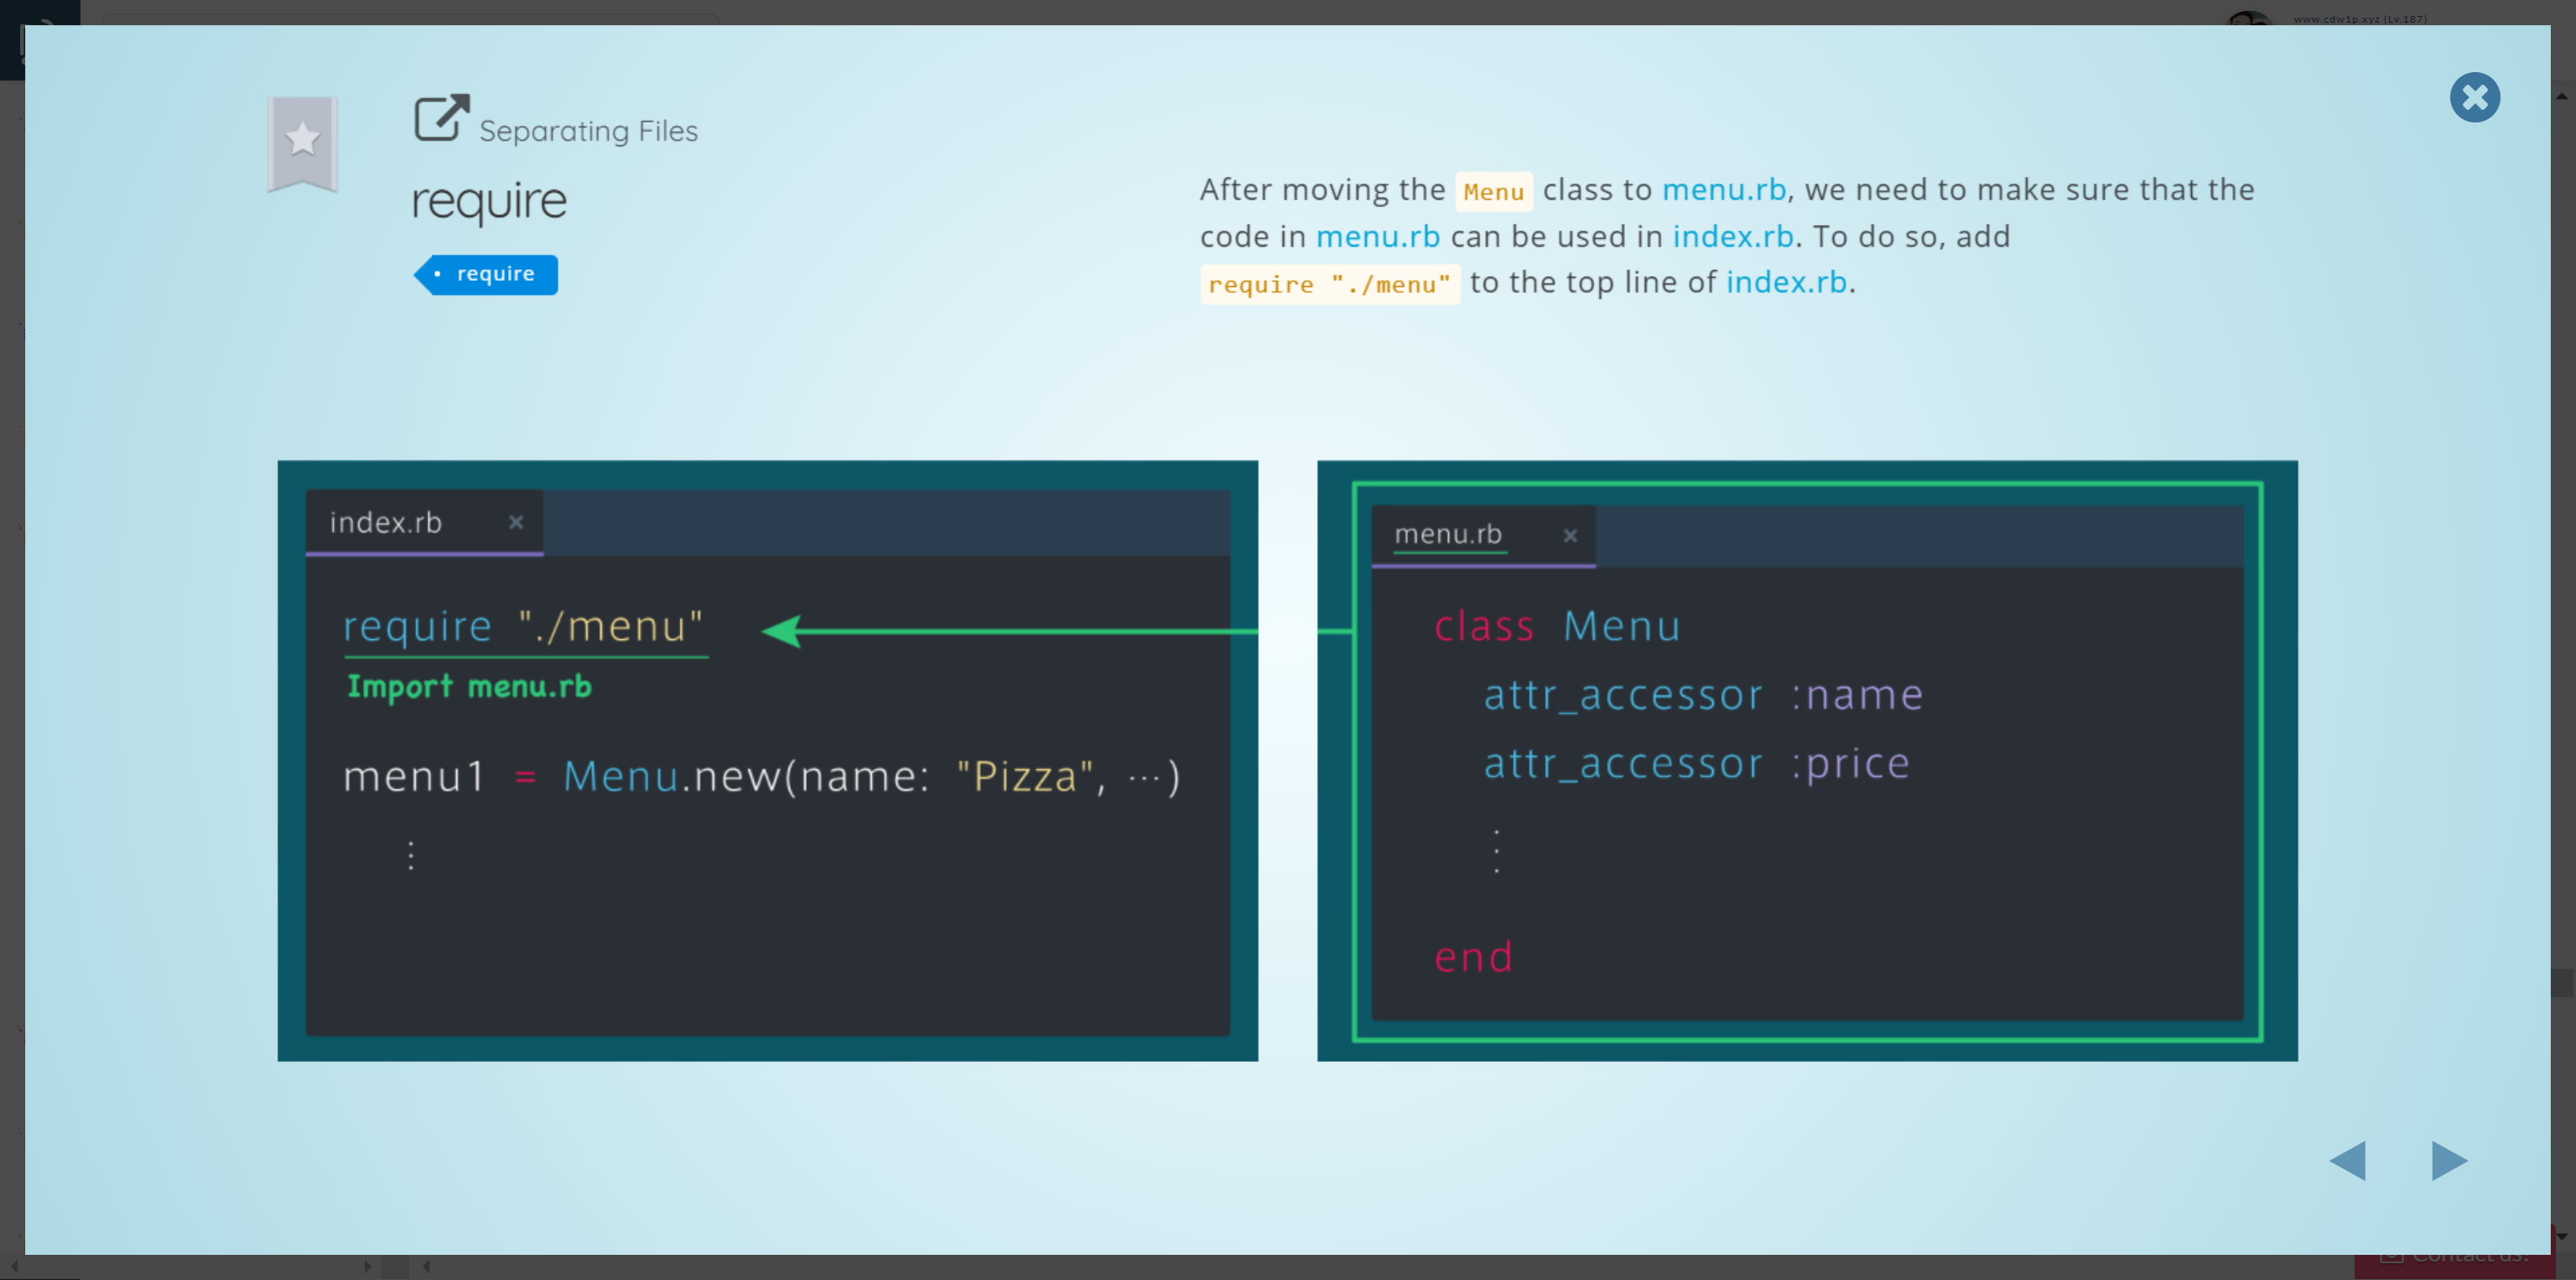 www.cdw1p.xyz (Lv.187)
Separating Files
require
require
After moving the Menu class to menu.rb, we need to make sure that the
code in menu.rb can be used in index.rb. To do so, add
require "./menu" to the top line of index.rb.
index.rb
require "./menu"
Import menu.rb
menu1 = Menu.new(name: "Pizza", ···)
⋮
menu.rb
class Menu
attr_accessor :name
attr_accessor :price
⋮
end
Contact us!